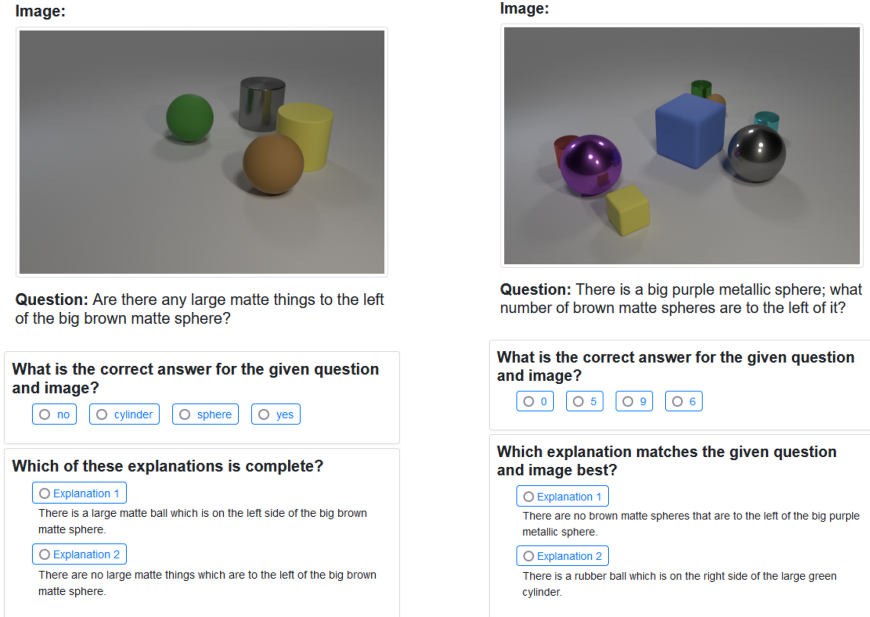 Image:
Question: Are there any large matte things to the left
of the big brown matte sphere?
What is the correct answer for the given question
and image?
no
cylinder
sphere
yes
Which of these explanations is complete?
Explanation 1
There is a large matte ball which is on the left side of the big brown
matte sphere.
Explanation 2
There are no large matte things which are to the left of the big brown
matte sphere.
Image:
Question: There is a big purple metallic sphere; what
number of brown matte spheres are to the left of it?
What is the correct answer for the given question
and image?
0
5
9
6
Which explanation matches the given question
and image best?
Explanation 1
There are no brown matte spheres that are to the left of the big purple
metallic sphere.
Explanation 2
There is a rubber ball which is on the right side of the large green
cylinder.